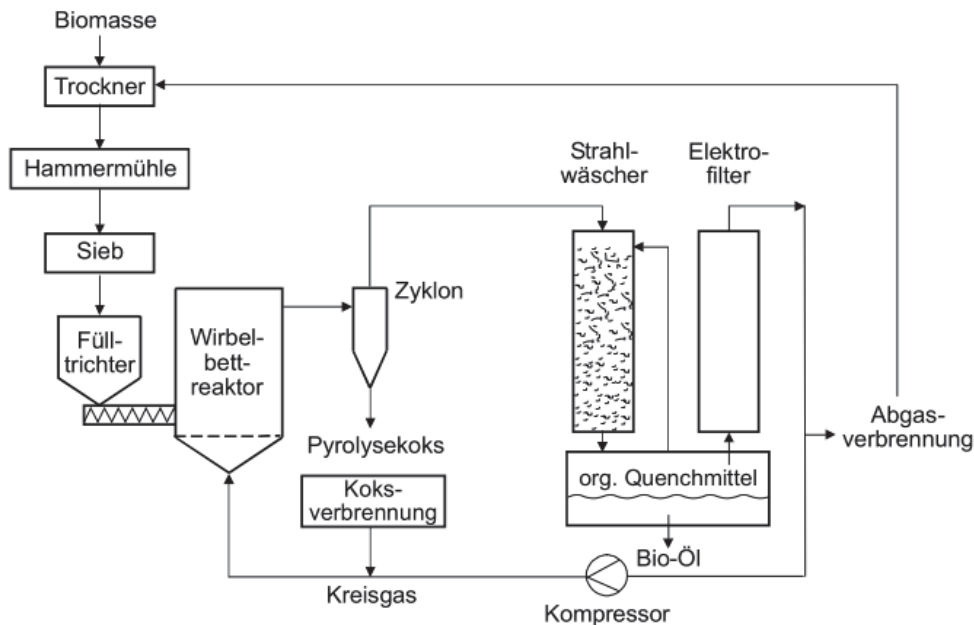 Biomasse
Trockner
Hammermühle
Sieb
Füll-
trichter
Wirbel-
bett-
reaktor
Zyklon
Pyrolysekoks
Koks-
verbrennung
Kreisgas
Strahl-
wäscher
Elektro-
filter
org. Quenchmittel
Bio-Öl
Kompressor
Abgas-
verbrennung